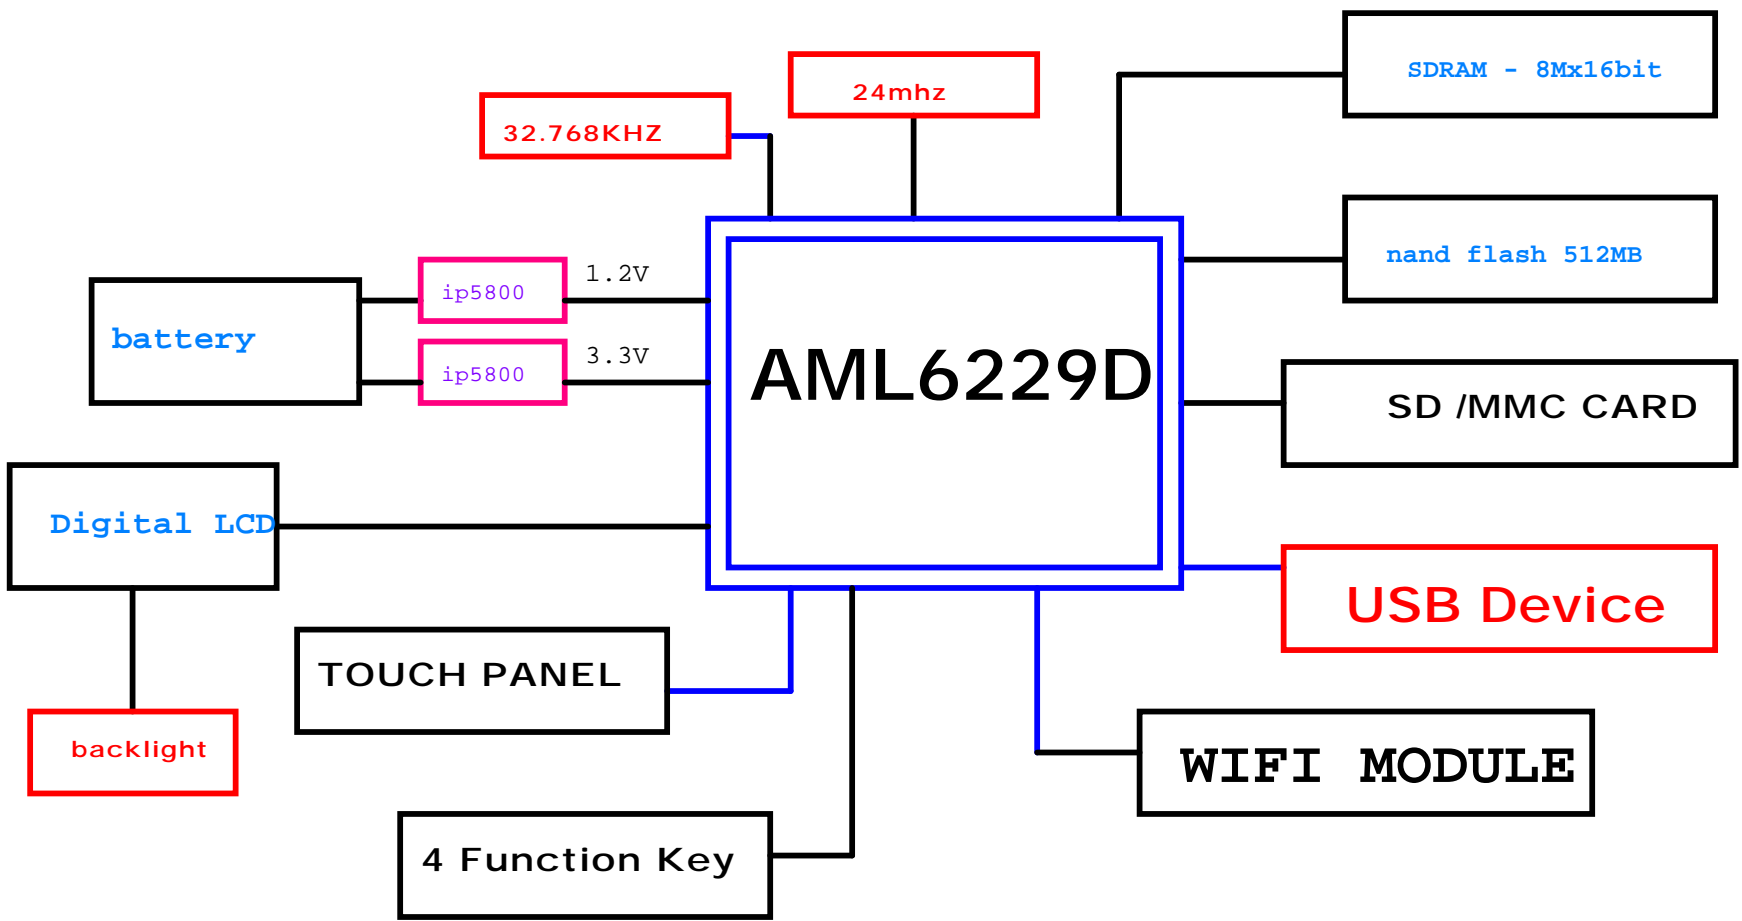 SDRAM - 8Mx16bit
24mhz
32.768KHZ
nand flash 512MB
1.2V
ip5800
battery
3.3V
ip5800
AML6229D
SD /MMC CARD
Digital LCD
USB Device
TOUCH PANEL
backlight
WIFI MODULE
4 Function Key